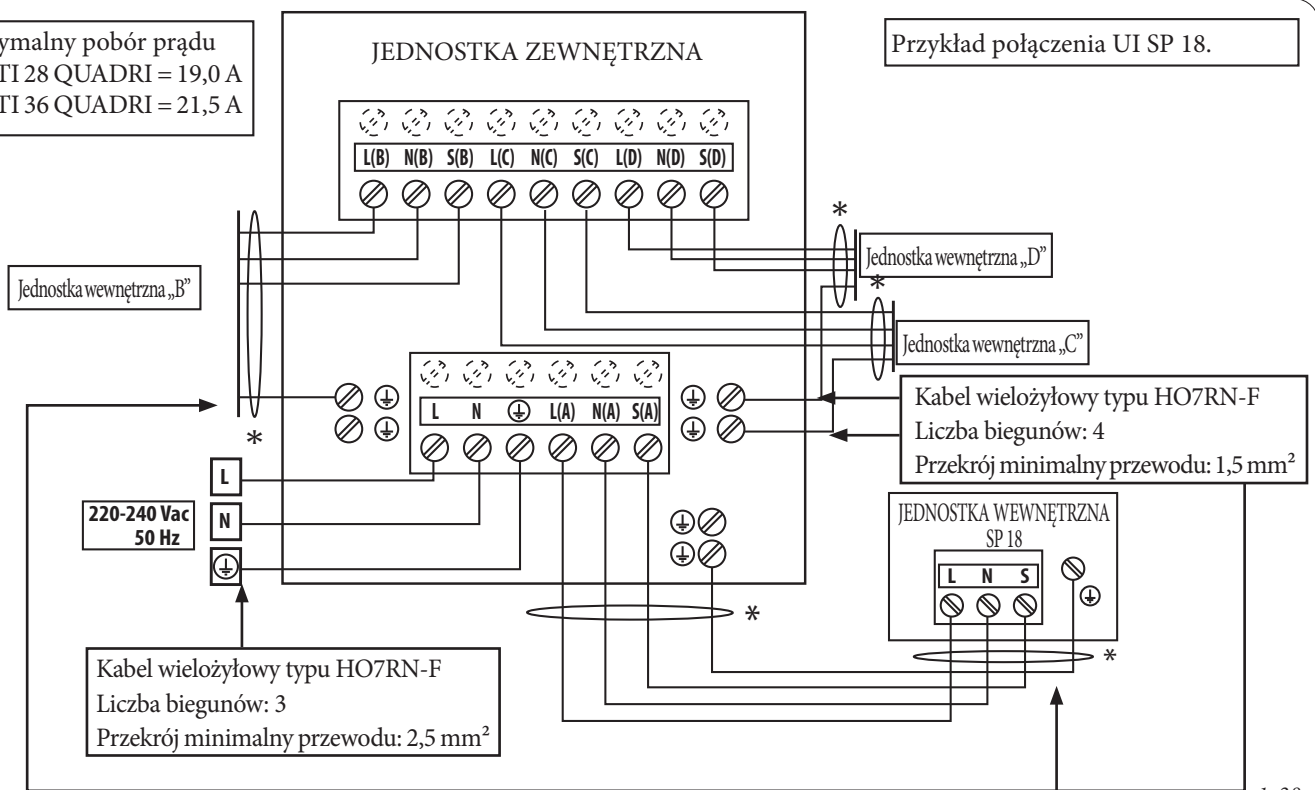 pobór prądu
28 QUADRI = 19,0 A
36 QUADRI = 21,5 A
JEDNOSTKA ZEWNĘTRZNA
Przykład połączenia UI SP 18.
L(B) N(B) S(B) L(C) N(C) S(C) L(D) N(D) S(D)
*
Jednostka wewnętrzna „D”
Jednostka wewnętrzna „B”
*
Jednostka wewnętrzna „C”
L N L(A) N(A) S(A)
*
Kabel wielożyłowy typu HO7RN-F
Liczba biegunów: 4
Przekrój minimalny przewodu: 1,5 mm²
L
N
220-240 Vac
50 Hz
JEDNOSTKA WEWNĘTRZNA
SP 18
L N S
*
*
Kabel wielożyłowy typu HO7RN-F
Liczba biegunów: 3
Przekrój minimalny przewodu: 2,5 mm²